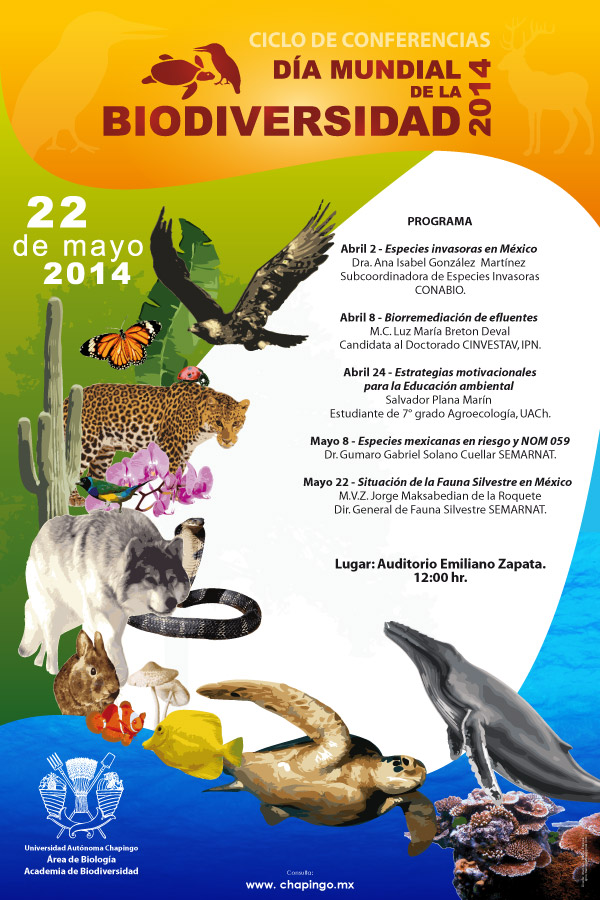 CICLO DE CONFERENCIAS
DÍA MUNDIAL
DE LA
BIODIVERSIDAD 2014
22
de mayo
2014
PROGRAMA
Abril 2 - Especies invasoras en México
Dra. Ana Isabel González Martínez
Subcoordinadora de Especies Invasoras
CONABIO.
Abril 8 - Biorremediación de efluentes
M.C. Luz María Breton Deval
Candidata al Doctorado CINVESTAV, IPN.
Abril 24 - Estrategias motivacionales
para la Educación ambiental
Salvador Plana Marín
Estudiante de 7° grado Agroecología, UACh.
Mayo 8 - Especies mexicanas en riesgo y NOM 059
Dr. Gumaro Gabriel Solano Cuellar SEMARNAT.
Mayo 22 - Situación de la Fauna Silvestre en México
M.V.Z. Jorge Maksabedian de la Roquete
Dir. General de Fauna Silvestre SEMARNAT.
Lugar: Auditorio Emiliano Zapata.
12:00 hr.
Universidad Autónoma Chapingo
Área de Biología
Academia de Biodiversidad
Consulta:
www. chapingo.mx